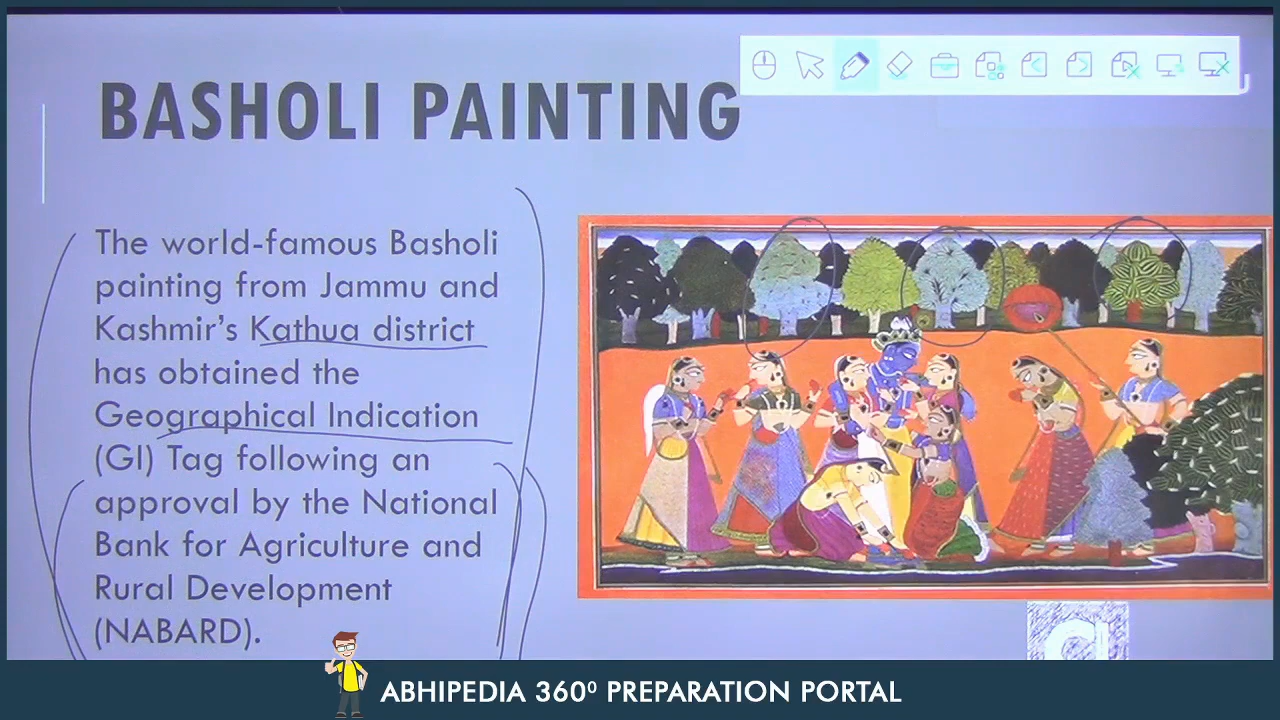 BASHOLI PAINTING
The world-famous Basholi
painting from Jammu and
Kashmir's Kathua district
has obtained the
Geographical Indication
(GI) Tag following an
approval by the National
Bank for Agriculture and
Rural Development
(NABARD).
ABHIPEDIA 360⁰ PREPARATION PORTAL